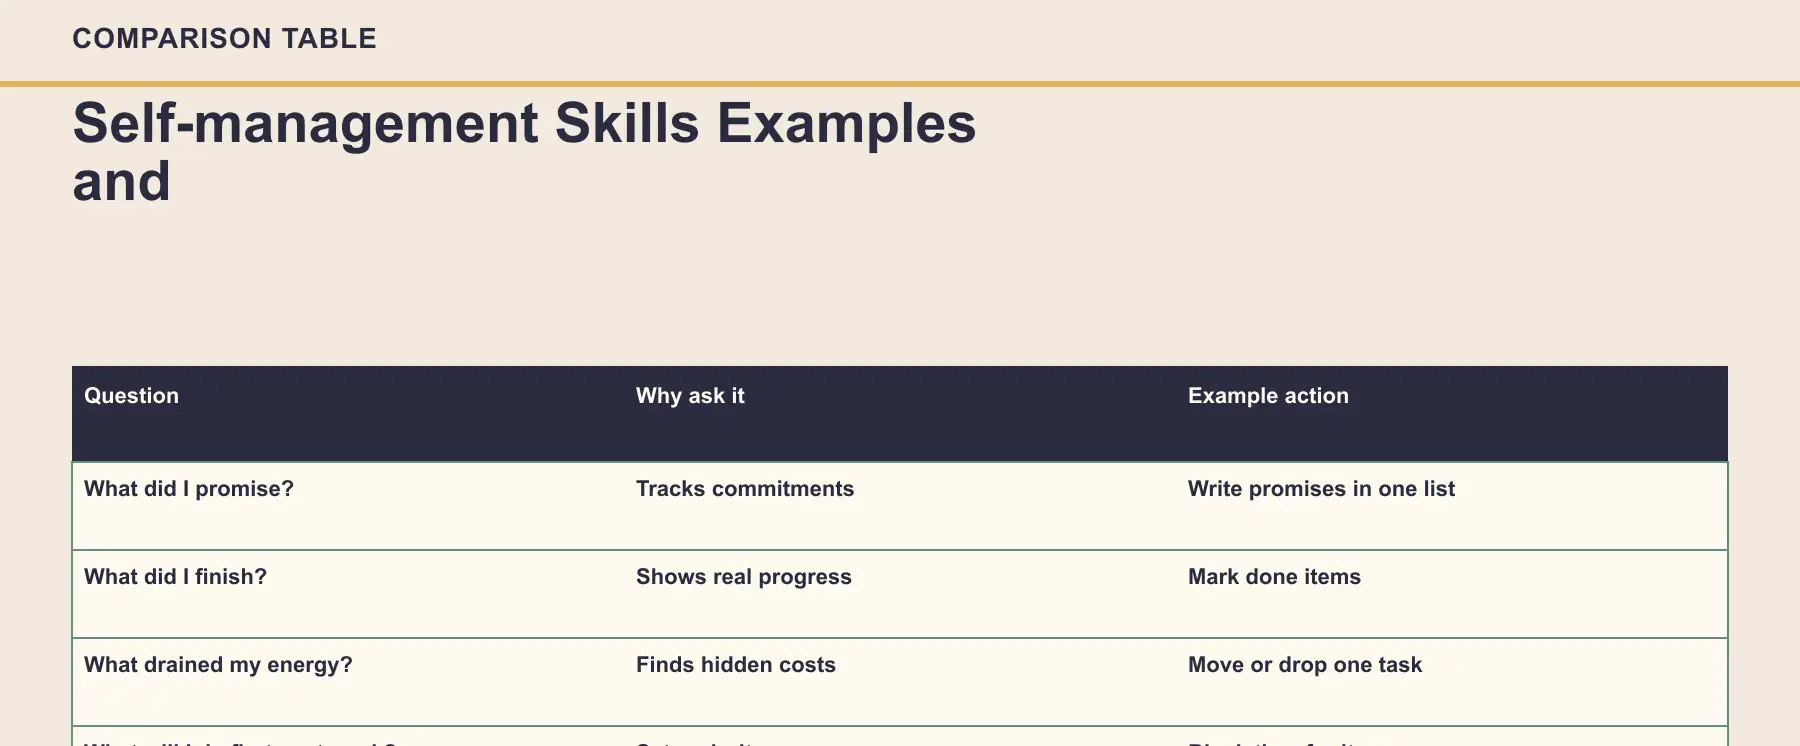 COMPARISON TABLE
Self-management Skills Examples
and
Question Why ask it Example action
What did I promise? Tracks commitments Write promises in one list
What did I finish? Shows real progress Mark done items
What drained my energy? Finds hidden costs Move or drop one task